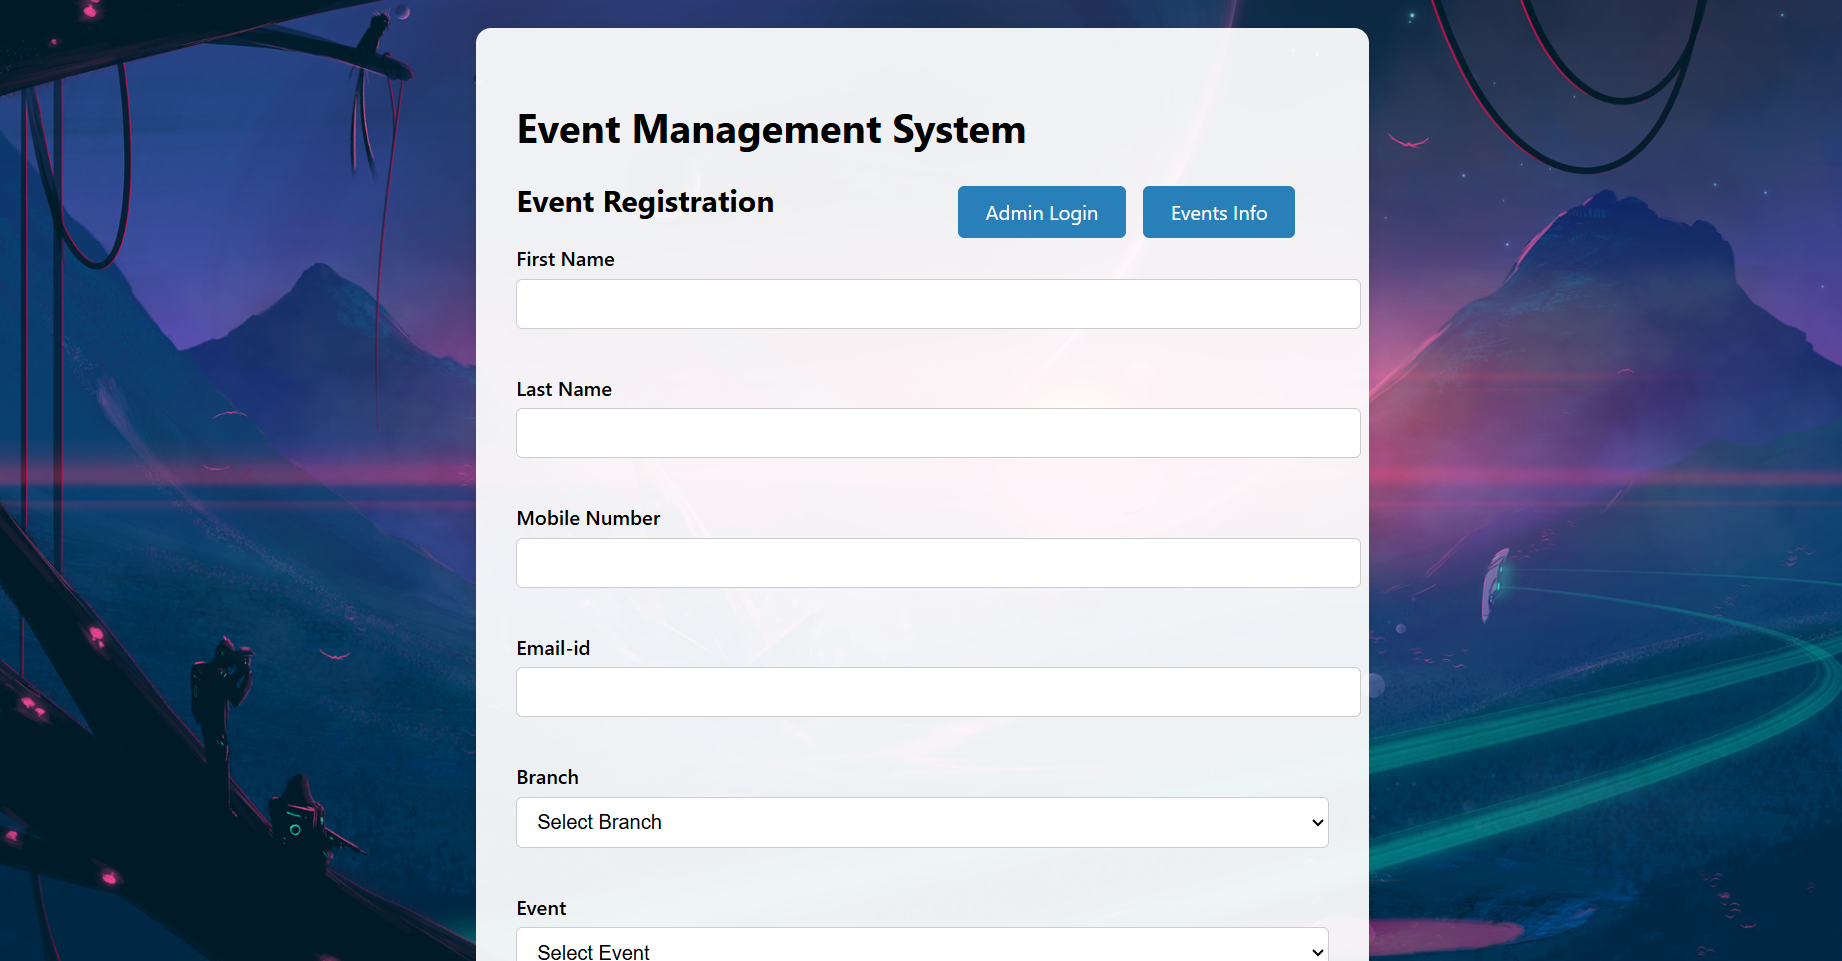 Event Management System
Event Registration
Admin Login
Events Info
First Name
Last Name
Mobile Number
Email-id
Branch
Select Branch
Event
Select Event